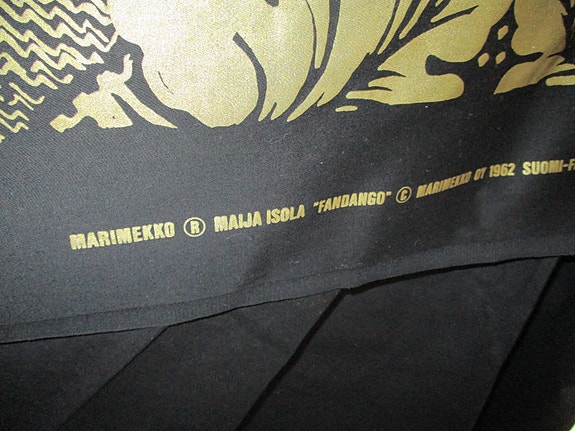 MARIMEKKO ® MAIJA ISOLA "FANDANGO" © MARIMEKKO OY 1962 SUOMI-